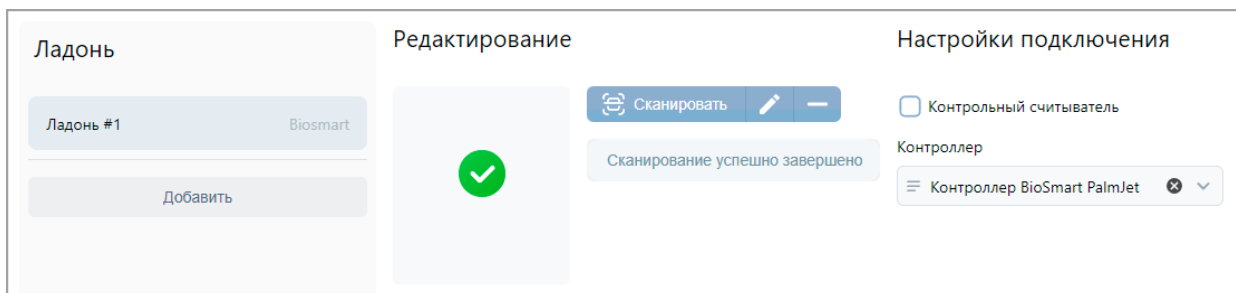 Ладонь
Ладонь #1 Biosmart
Добавить
Редактирование
Сканировать
Сканирование успешно завершено
Настройки подключения
Контрольный считыватель
Контроллер
Контроллер BioSmart PalmJet